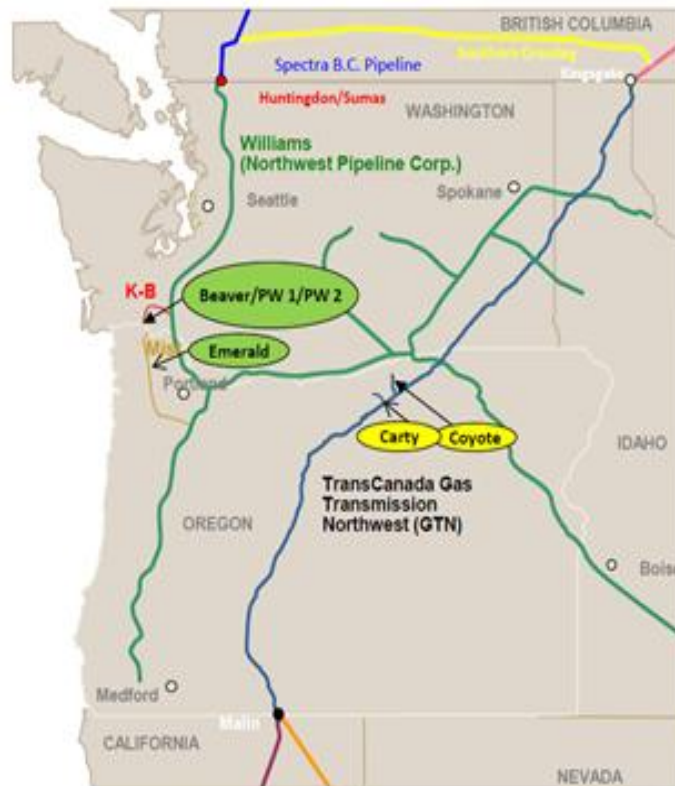 BRITISH COLUMBIA
Southern Crossing
Spectra B.C. Pipeline
Kingsgate
Huntingdon/Sumas
WASHINGTON
Williams
(Northwest Pipeline Corp.)
Spokane
Seattle
K-B
Beaver/PW 1/PW 2
Mist
Emerald
Portland
Carty
Coyote
IDAHO
TransCanada Gas
Transmission
Northwest (GTN)
OREGON
Boise
Medford
Malin
CALIFORNIA
NEVADA